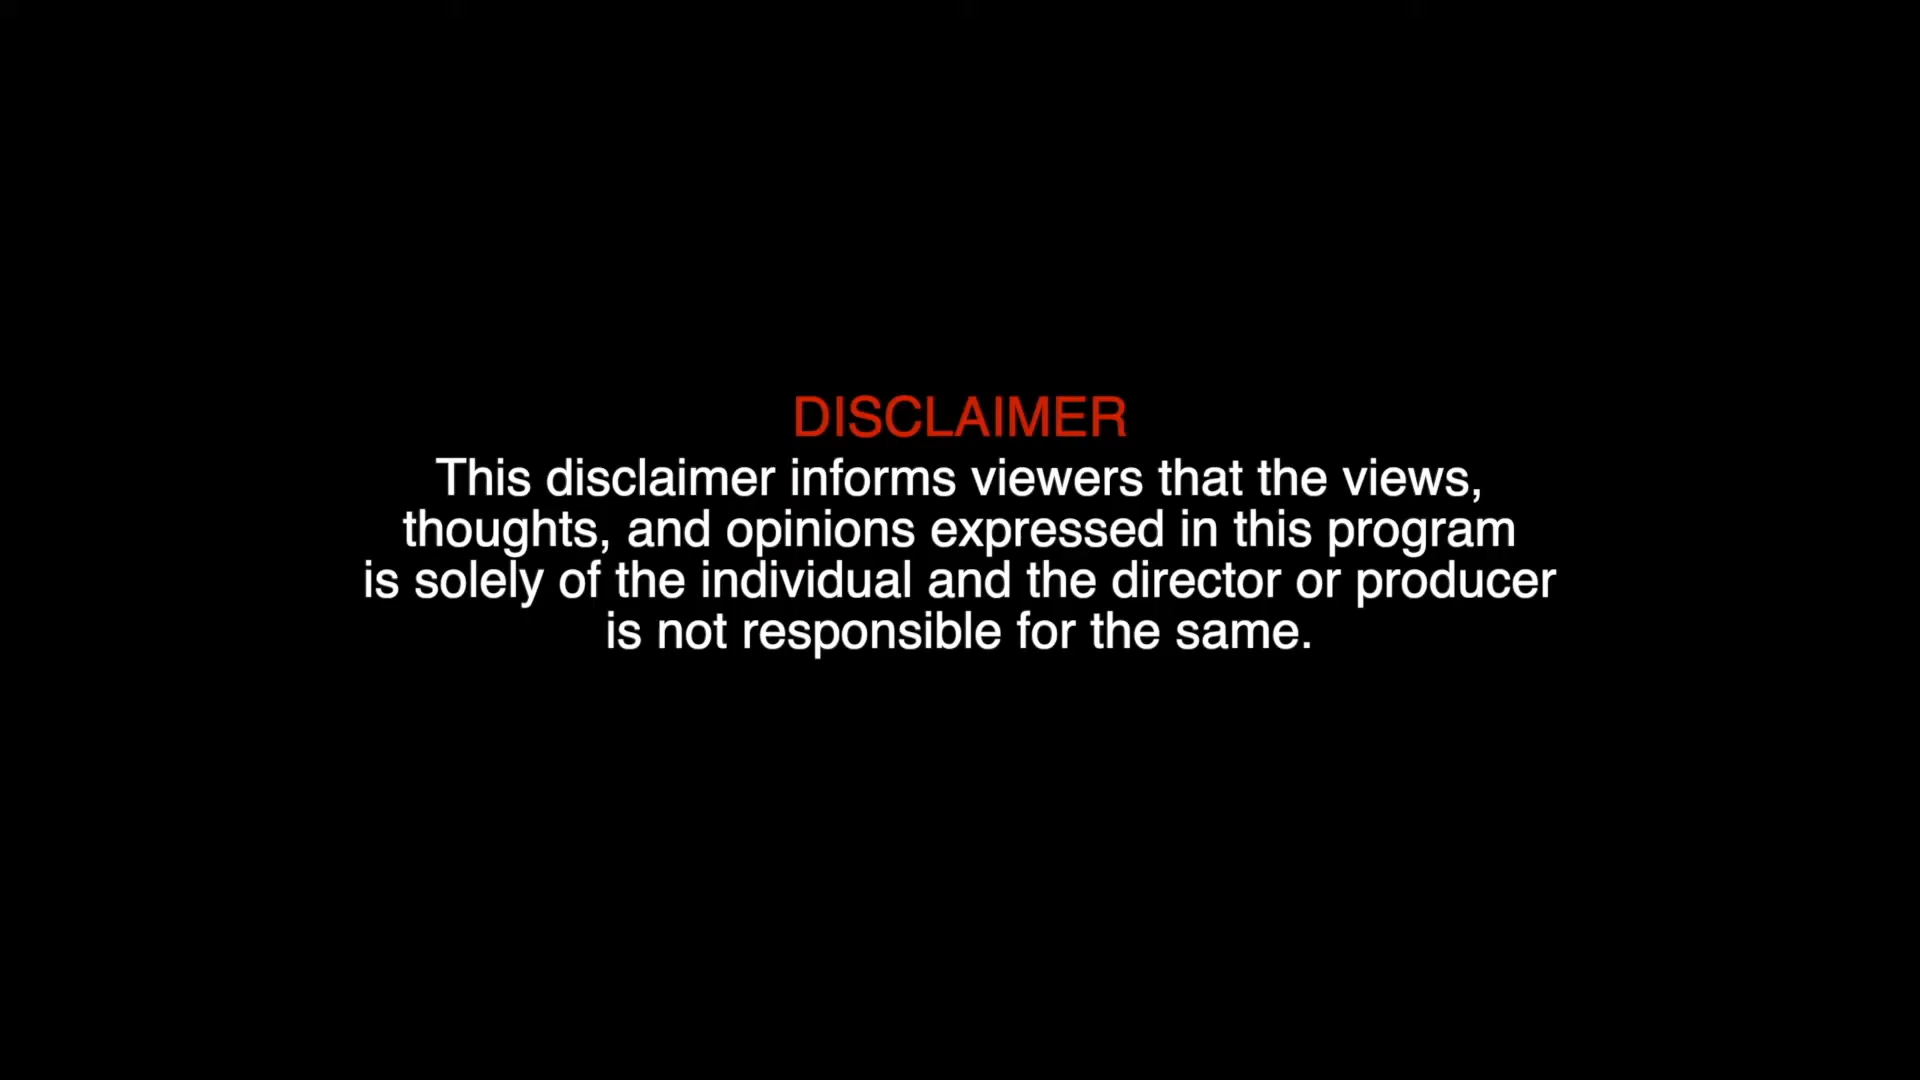 DISCLAIMER
This disclaimer informs viewers that the views,
thoughts, and opinions expressed in this program
is solely of the individual and the director or producer
is not responsible for the same.